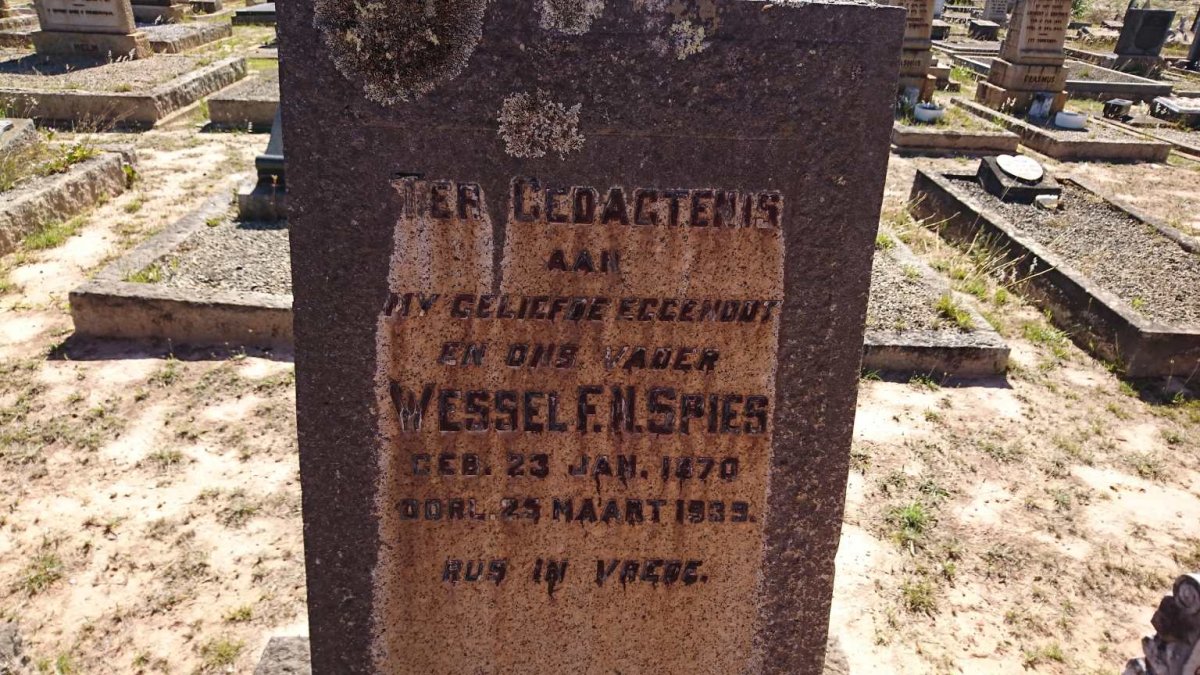 TER GEDAGTENIS
AAN
MY GELIEFDE EGGENOOT
EN ONS VADER
WESSEL F.N. SPIES
GEB. 23 JAN. 1870
OORL. 25 MAART 1939.
RUS IN VREDE.
ERASMUS